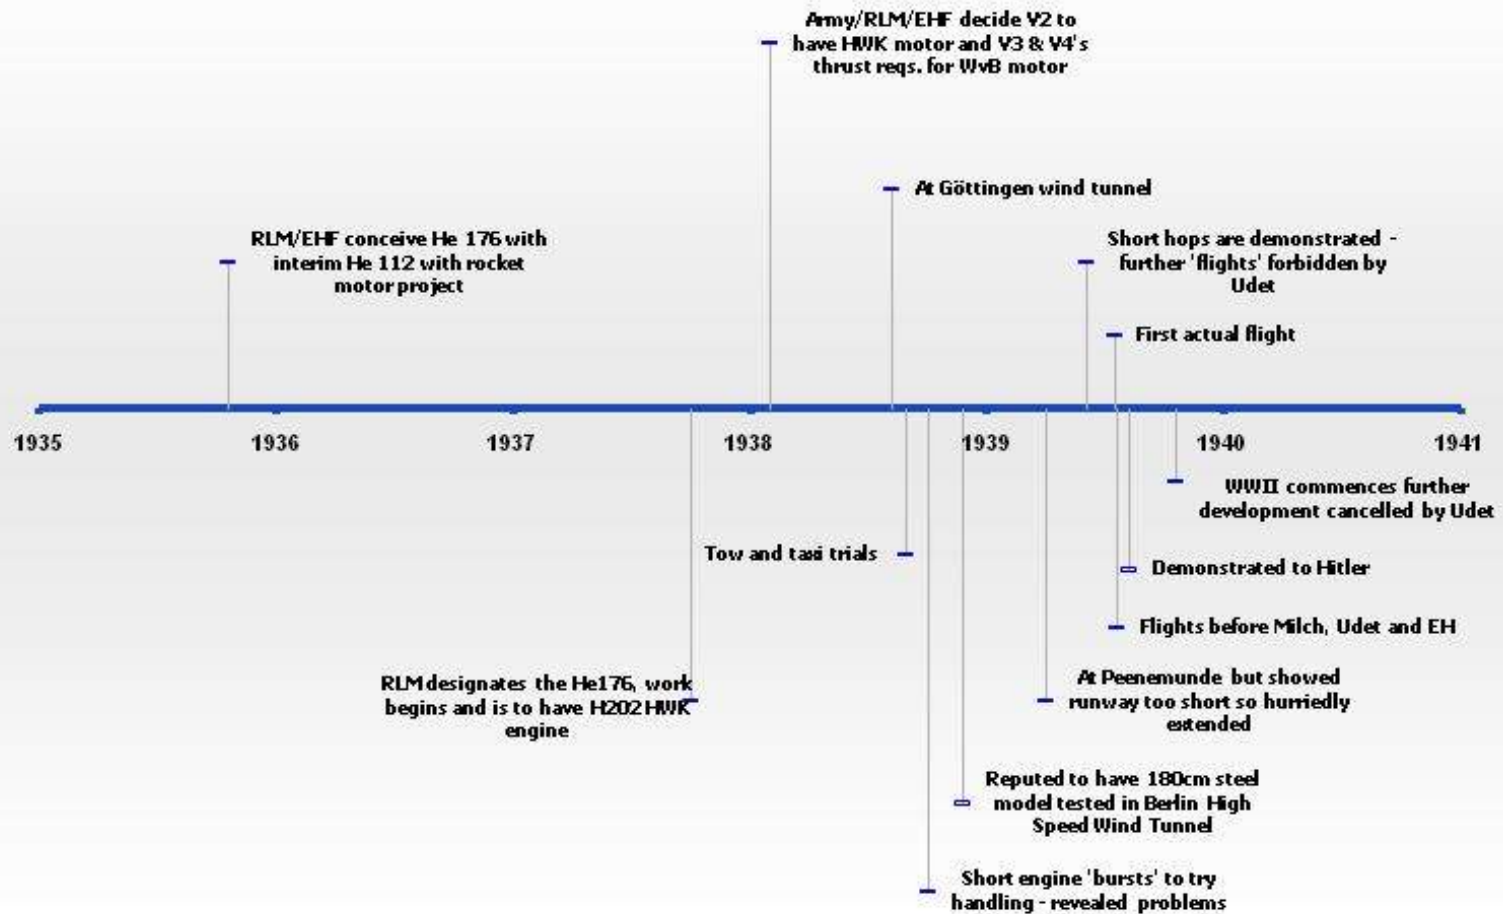 Army/RLM/EHF decide V2 to
have HWK motor and V3 & V4's
thrust reqs. for WvB motor
At Göttingen wind tunnel
RLM/EHF conceive He 176 with
interim He 112 with rocket
motor project
Short hops are demonstrated -
further 'flights' forbidden by
Udet
First actual flight
1935
1936
1937
1938
1939
1940
1941
WWII commences further
development cancelled by Udet
Tow and taxi trials
Demonstrated to Hitler
Flights before Milch, Udet and EH
RLM designates the He176, work
begins and is to have H202 HWK
engine
At Peenemunde but showed
runway too short so hurriedly
extended
Reputed to have 180cm steel
model tested in Berlin High
Speed Wind Tunnel
Short engine 'bursts' to try
handling - revealed problems